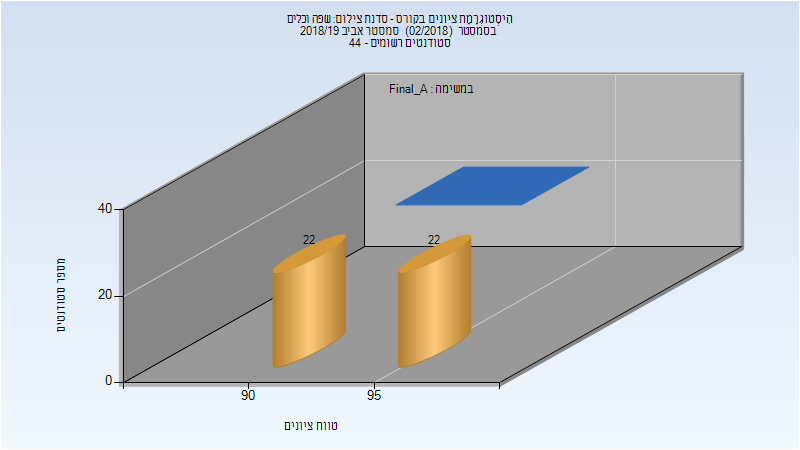 היסטוגרמת ציונים בקורס - סדנת צילום: שפה וכלים
בסמסטר (02/2018) סמסטר אביב 2018/19
סטודנטים רשומים - 44
במשימה : Final_A
40
20
0
22
22
90
95
מספר סטודנטים
טווח ציונים